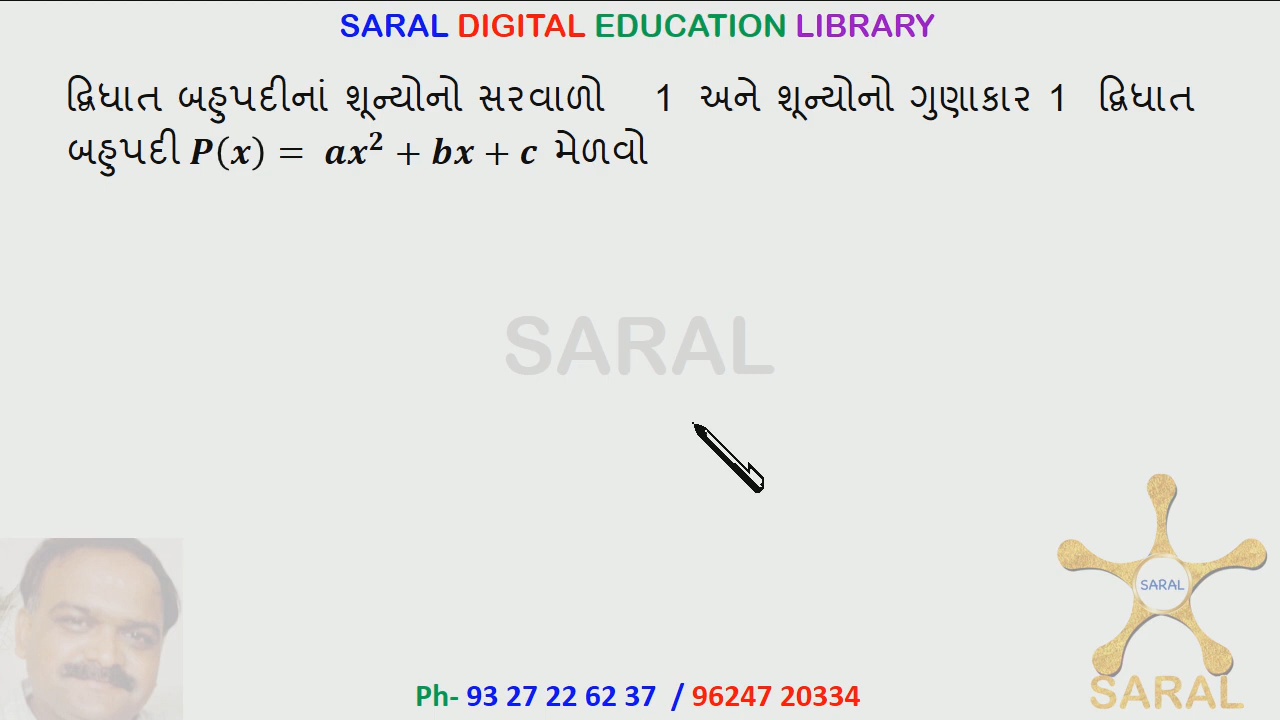 SARAL DIGITAL EDUCATION LIBRARY
દ્વિઘાત બહુપદીનાં શૂન્યોનો સરવાળો 1 અને શૂન્યોનો ગુણાકાર 1 દ્વિઘાત
બહુપદી P(x) = ax² + bx + c મેળવો
SARAL
SARAL
SARAL
Ph- 93 27 22 62 37 / 96247 20334